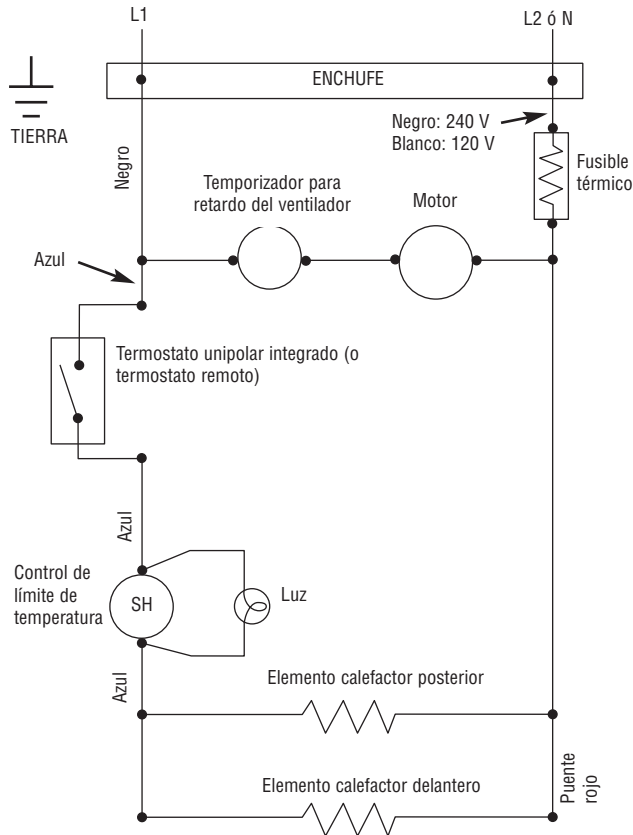 L1
L2 ó N
ENCHUFE
TIERRA
Negro: 240 V
Blanco: 120 V
Fusible
térmico
Negro
Temporizador para
retardo del ventilador
Motor
Azul
Termostato unipolar integrado (o
termostato remoto)
Azul
Control de
límite de
temperatura
SH
Luz
Azul
Elemento calefactor posterior
Elemento calefactor delantero
Puente
rojo